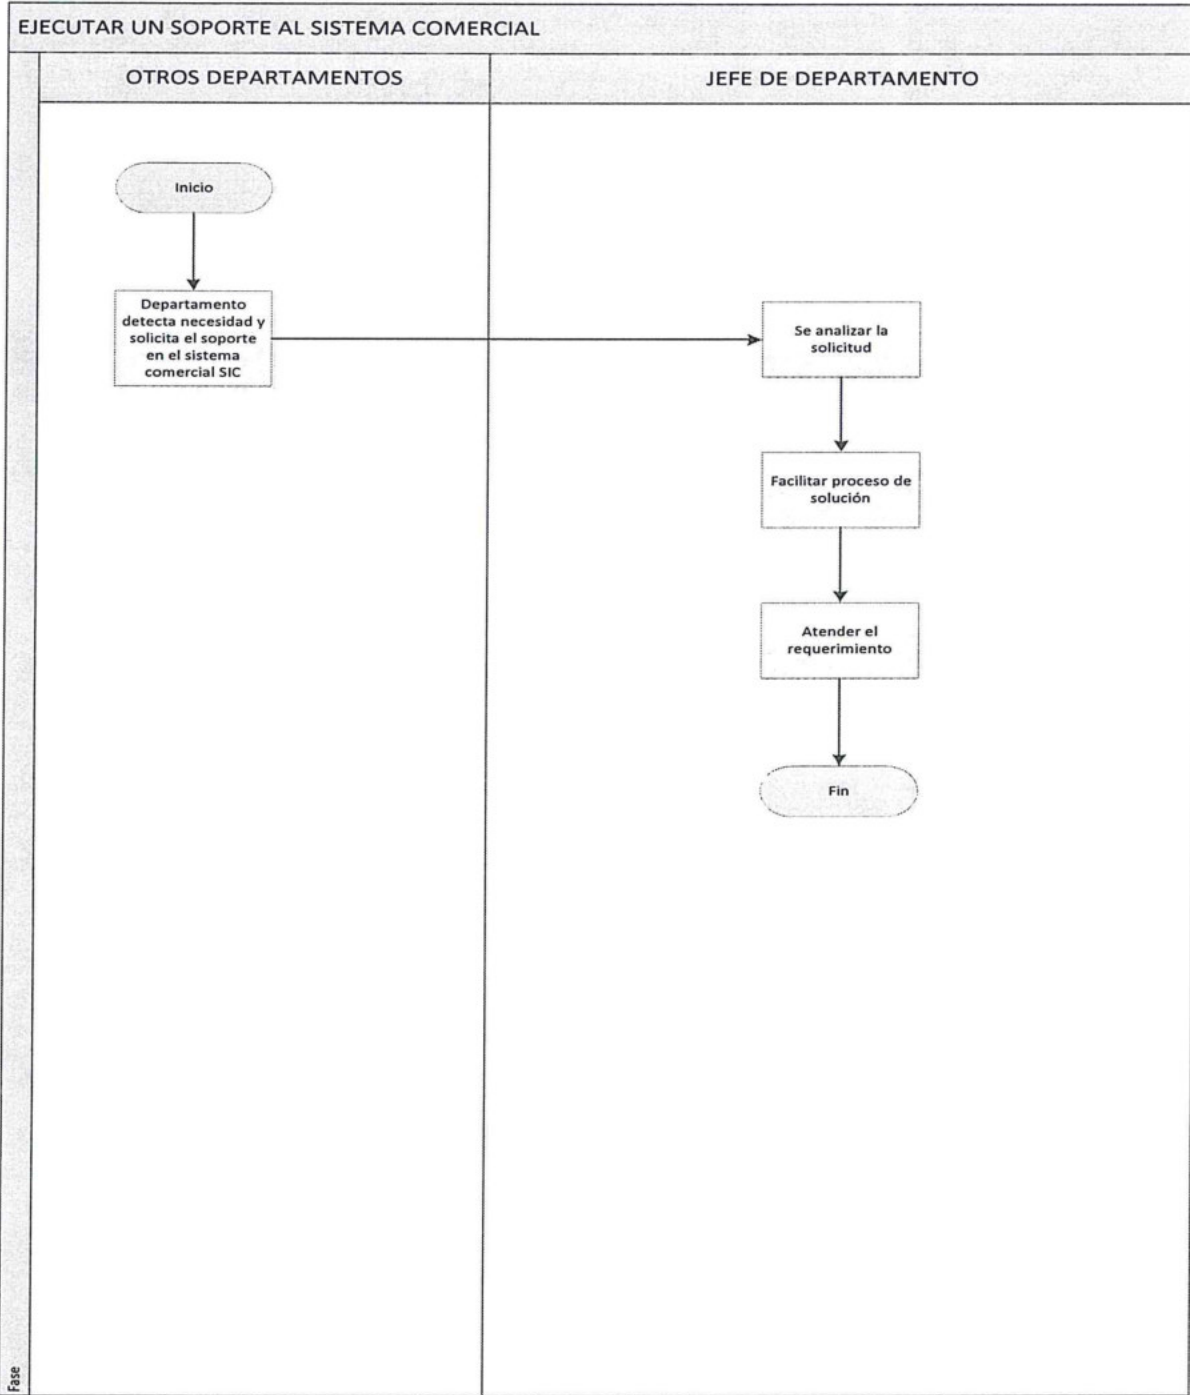 EJECUTAR UN SOPORTE AL SISTEMA COMERCIAL
OTROS DEPARTAMENTOS
JEFE DE DEPARTAMENTO
Inicio
Departamento
detecta necesidad y
solicita el soporte
en el sistema
comercial SIC
Se analizar la
solicitud
Facilitar proceso de
solución
Atender el
requerimiento
Fin
Fase